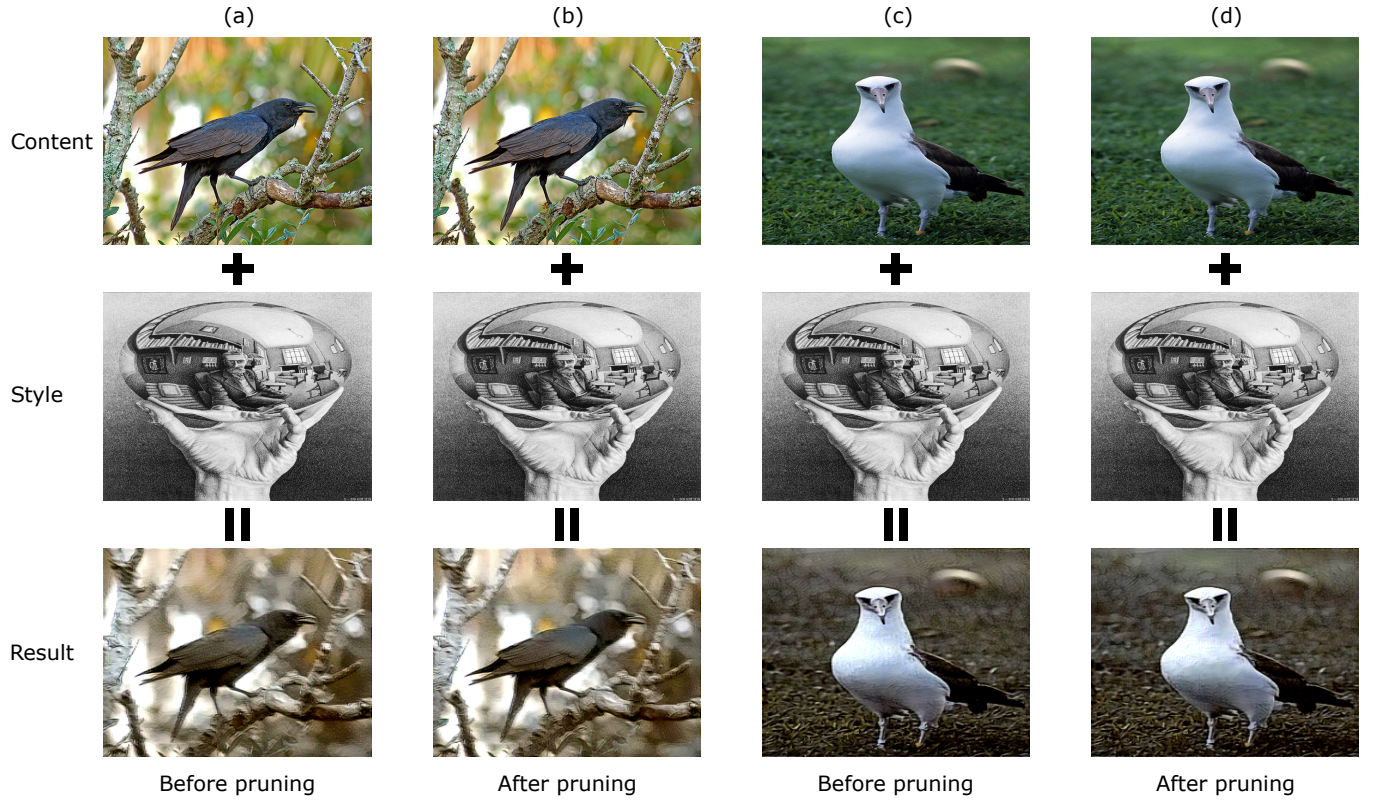 (a) (b) (c) (d)
Content
Style
Result
Before pruning After pruning Before pruning After pruning